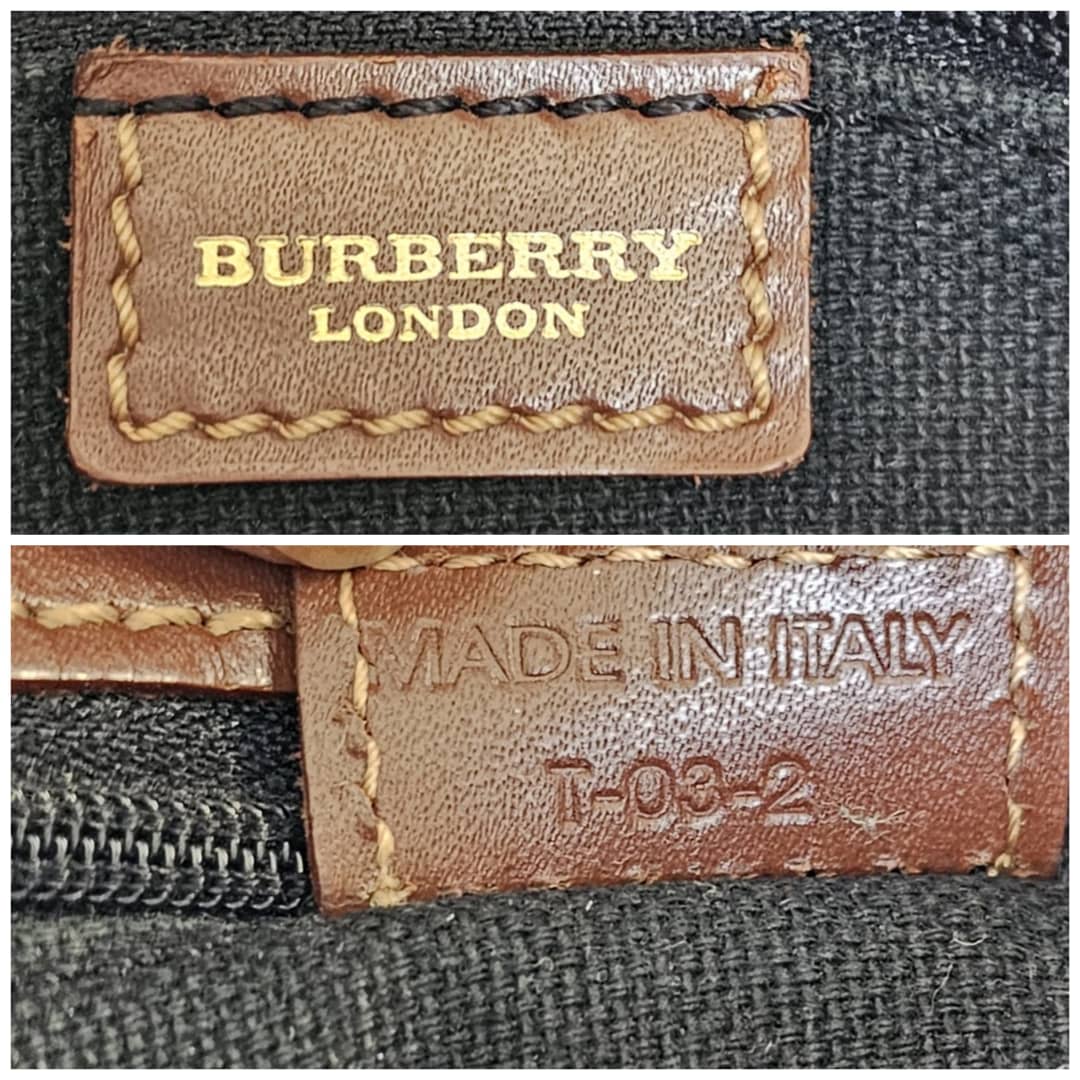 BURBERRY
LONDON
MADE IN ITALY
T-03-2